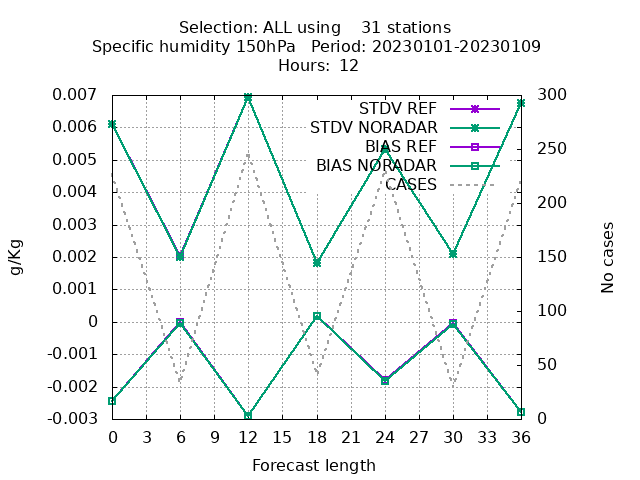 Selection: ALL using    31 stations
Specific humidity 150hPa   Period: 20230101-20230109
Hours: 12
0.007
0.006
0.005
0.004
0.003
0.002
0.001
0
-0.001
-0.002
-0.003
g/Kg
STDV REF
STDV NORADAR
BIAS REF
BIAS NORADAR
CASES
300
250
200
150
100
50
0
No cases
0 3 6 9 12 15 18 21 24 27 30 33 36
Forecast length